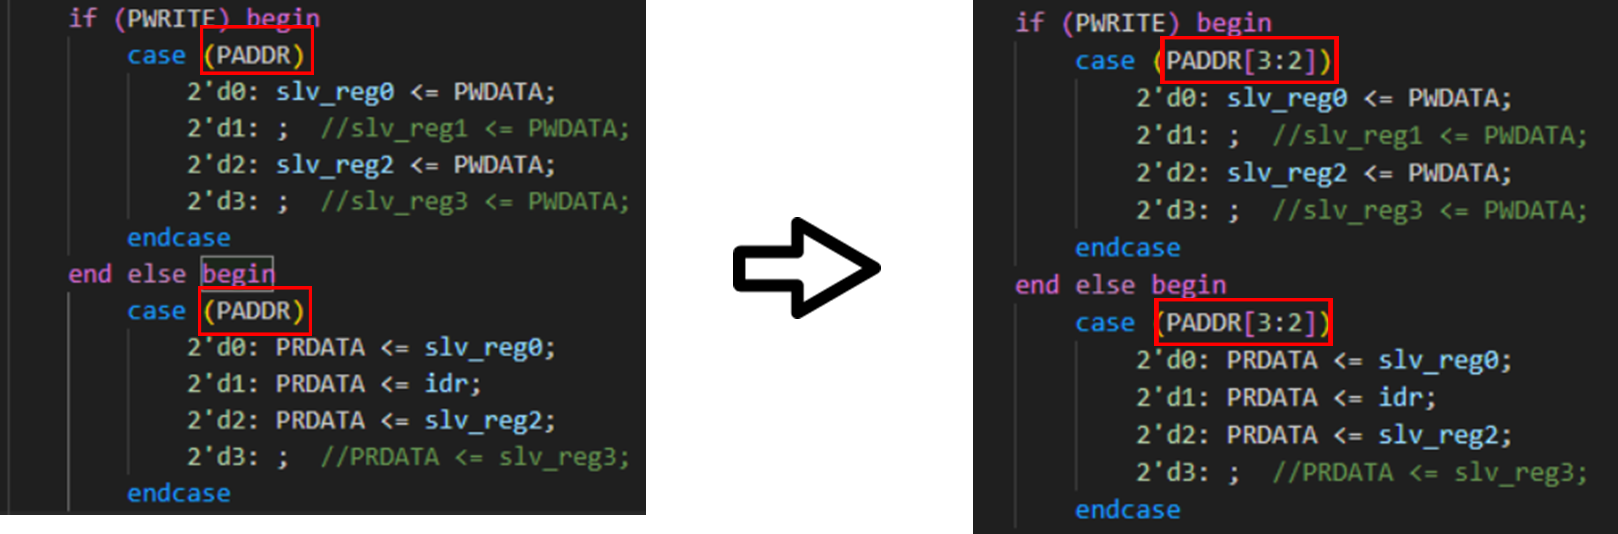 if (PWRITE) begin
case (PADDR)
2'd0: slv_reg0 <= PWDATA;
2'd1: ;  //slv_reg1 <= PWDATA;
2'd2: slv_reg2 <= PWDATA;
2'd3: ;  //slv_reg3 <= PWDATA;
endcase
end else begin
case (PADDR)
2'd0: PRDATA <= slv_reg0;
2'd1: PRDATA <= idr;
2'd2: PRDATA <= slv_reg2;
2'd3: ;  //PRDATA <= slv_reg3;
endcase
if (PWRITE) begin
case (PADDR[3:2])
2'd0: slv_reg0 <= PWDATA;
2'd1: ;  //slv_reg1 <= PWDATA;
2'd2: slv_reg2 <= PWDATA;
2'd3: ;  //slv_reg3 <= PWDATA;
endcase
end else begin
case (PADDR[3:2])
2'd0: PRDATA <= slv_reg0;
2'd1: PRDATA <= idr;
2'd2: PRDATA <= slv_reg2;
2'd3: ;  //PRDATA <= slv_reg3;
endcase